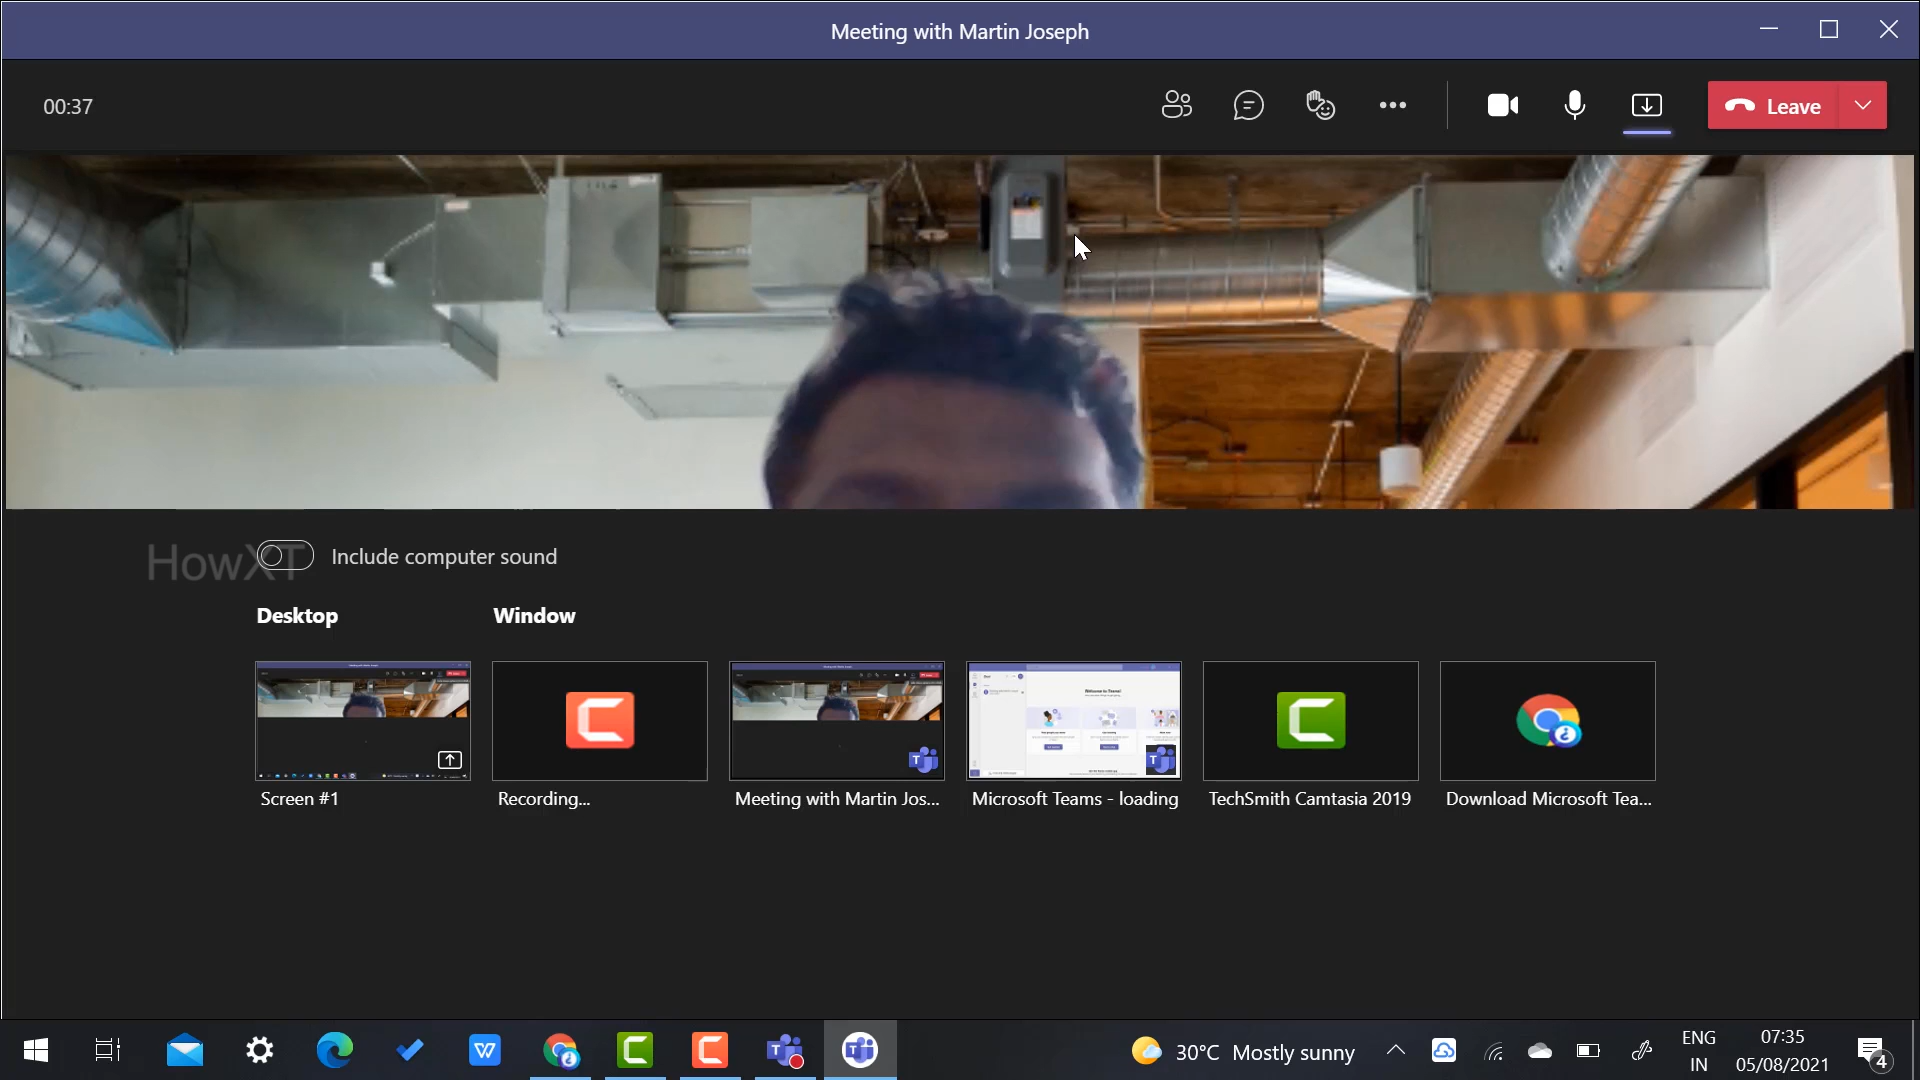 Meeting with Martin Joseph
00:37
Leave
HowXT
Include computer sound
Desktop
Window
Screen #1
Recording...
Meeting with Martin Jos...
Microsoft Teams - loading
TechSmith Camtasia 2019
Download Microsoft Tea...
30°C Mostly sunny
ENG
IN
07:35
05/08/2021
4